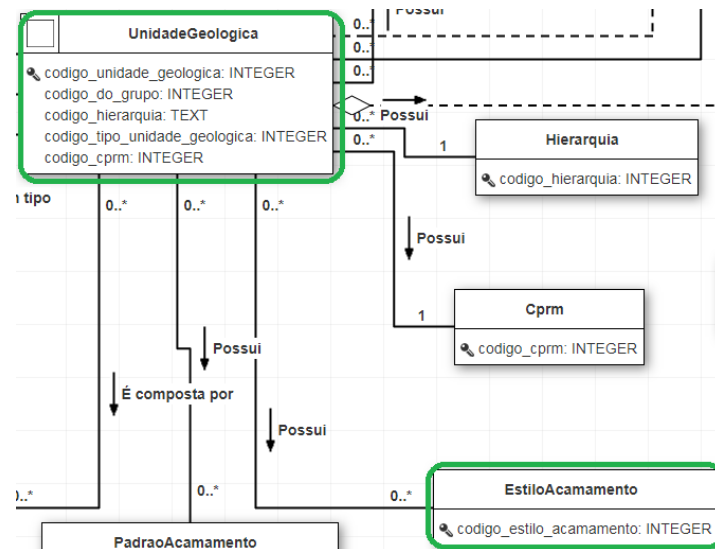 Possui
UnidadeGeologica
0..*
0..*
0..*
codigo_unidade_geologica: INTEGER
codigo_do_grupo: INTEGER
codigo_hierarquia: TEXT
codigo_tipo_unidade_geologica: INTEGER
codigo_cprm: INTEGER
0..* Possui
0..*
1
Hierarquia
codigo_hierarquia: INTEGER
tipo
0..*
0..*
0..*
Possui
1
Cprm
codigo_cprm: INTEGER
Possui
É composta por
Possui
0..*
0..*
0..*
EstiloAcamamento
codigo_estilo_acamamento: INTEGER
PadraoAcamamento